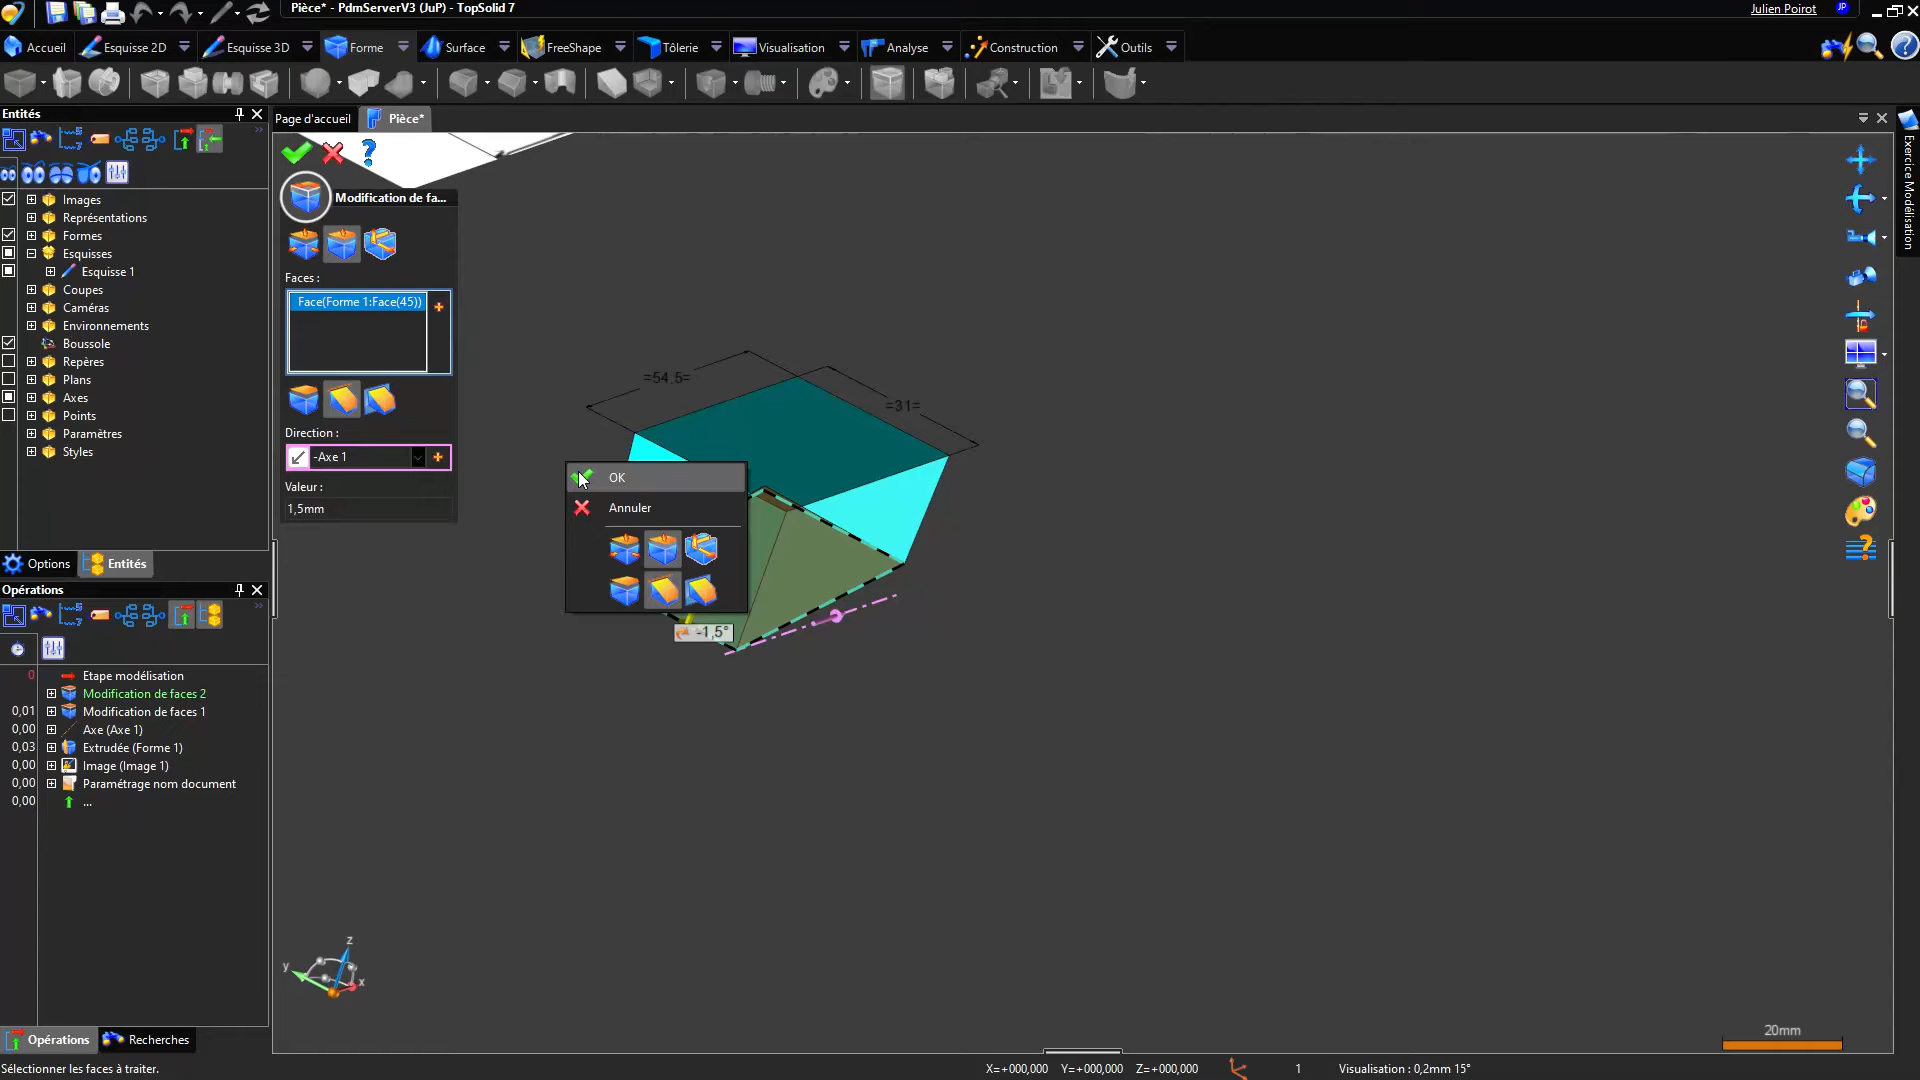 Pièce* - PdmServerV3 (JuP) - TopSolid 7
Julien Poirot
JP
Accueil
Esquisse 2D
Esquisse 3D
Forme
Surface
FreeShape
Tôlerie
Visualisation
Analyse
Construction
Outils
Entités
Page d'accueil
Pièce*
Exercice Modélisation
Images
Représentations
Formes
Esquisses
Esquisse 1
Coupes
Caméras
Environnements
Boussole
Repères
Plans
Axes
Points
Paramètres
Styles
Modification de fa...
Faces :
Face(Forme 1:Face(45))
Direction :
-Axe 1
Valeur :
1,5mm
=54.5=
=31=
OK
Annuler
-1,5°
Options
Entités
Opérations
0
Etape modélisation
Modification de faces 2
0,01
Modification de faces 1
0,00
Axe (Axe 1)
0,03
Extrudée (Forme 1)
0,00
Image (Image 1)
0,00
Paramétrage nom document
0,00
...
z
y
x
20mm
Opérations
Recherches
Sélectionner les faces à traiter.
X=+000,000
Y=+000,000
Z=+000,000
1
Visualisation : 0,2mm 15°